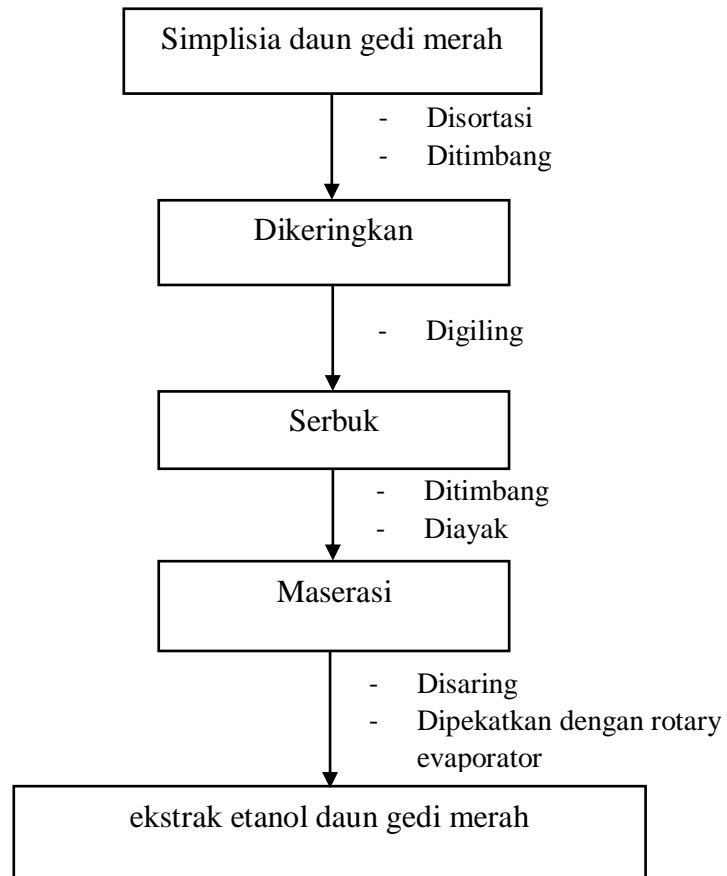 Simplisia daun gedi merah
- Disortasi
- Ditimbang
Dikeringkan
- Digiling
Serbuk
- Ditimbang
- Diayak
Maserasi
- Disaring
- Dipekatkan dengan rotary
evaporator
ekstrak etanol daun gedi merah